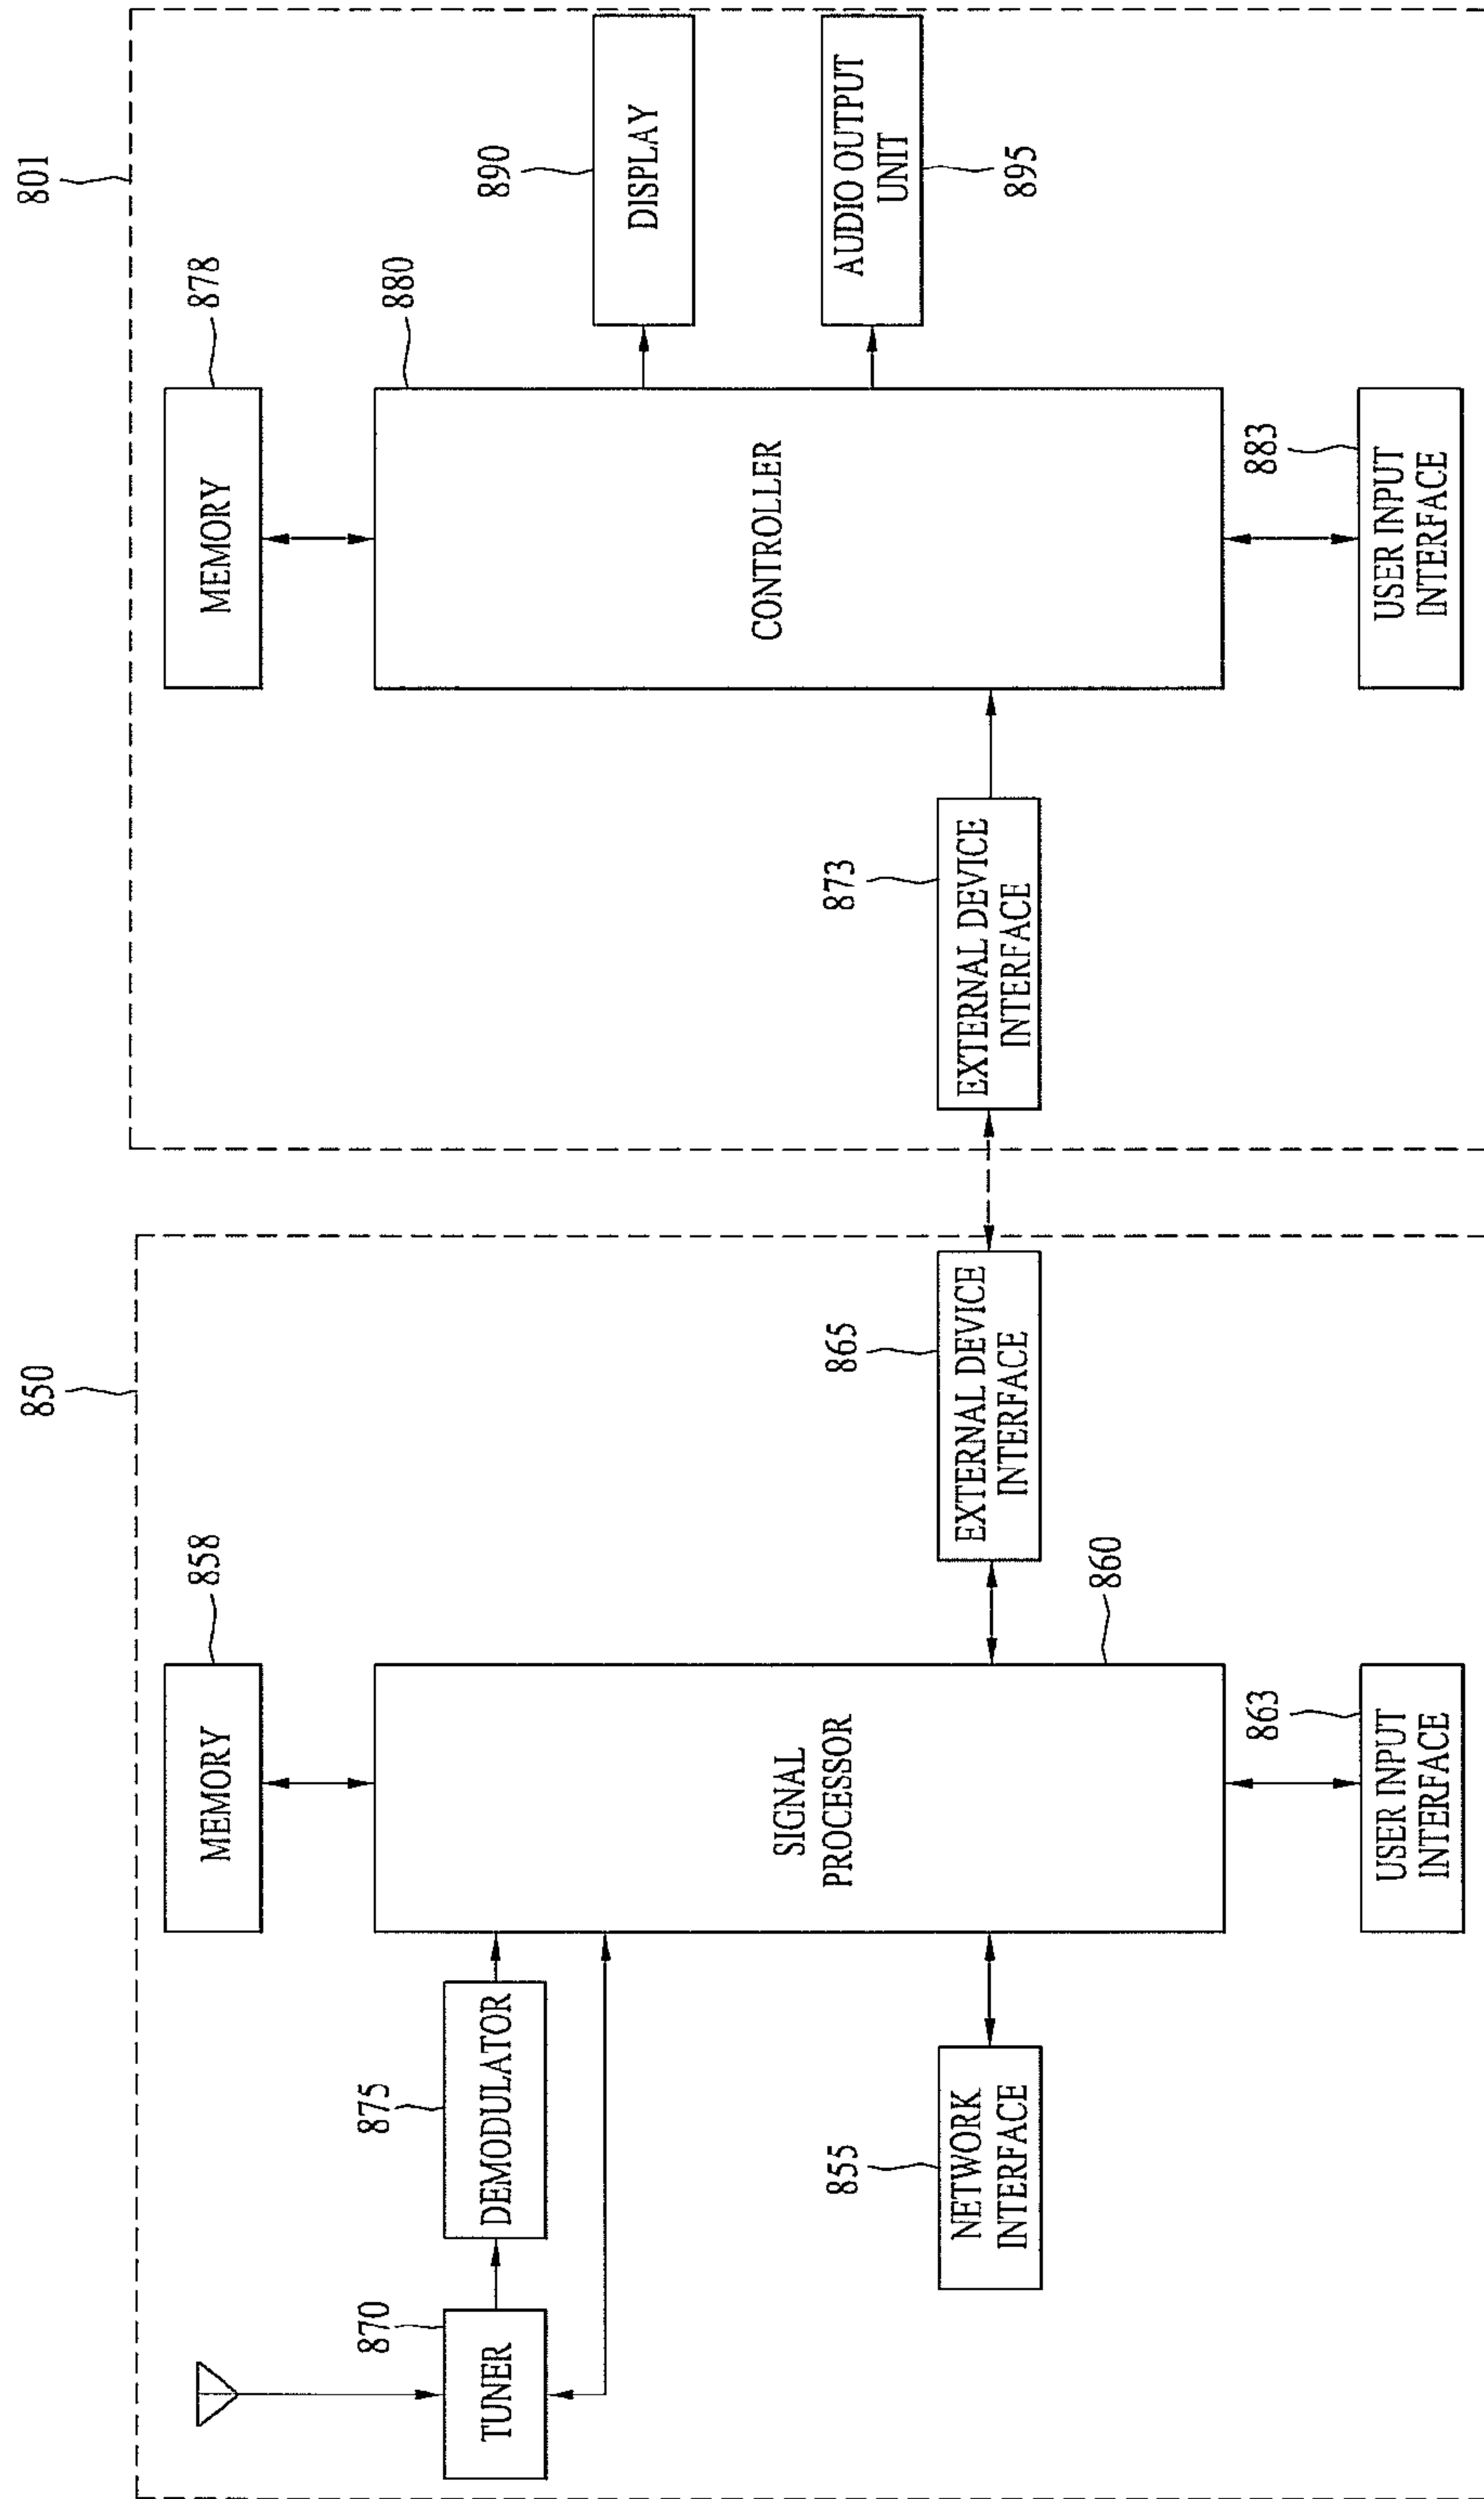 850
801
858
MEMORY
870
TUNER
875
DEMODULATOR
SIGNAL
PROCESSOR
855
NETWORK
INTERFACE
860
865
EXTERNAL DEVICE
INTERFACE
863
USER INPUT
INTERFACE
878
MEMORY
880
CONTROLLER
873
EXTERNAL DEVICE
INTERFACE
883
USER INPUT
INTERFACE
890
DISPLAY
AUDIO OUTPUT
UNIT
895